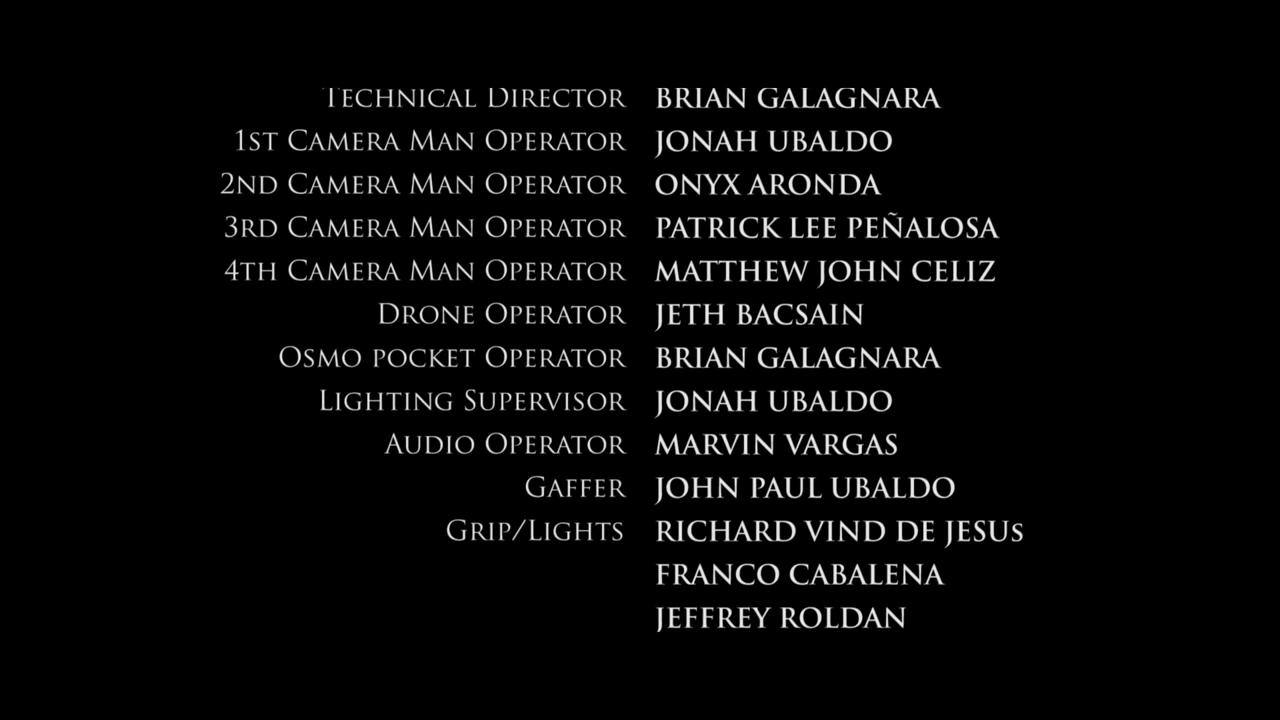 Technical Director BRIAN GALAGNARA
1st Camera Man Operator JONAH UBALDO
2nd Camera Man Operator ONYX ARONDA
3rd Camera Man Operator PATRICK LEE PEÑALOSA
4th Camera Man Operator MATTHEW JOHN CELIZ
Drone Operator JETH BACSAIN
Osmo pocket Operator BRIAN GALAGNARA
Lighting Supervisor JONAH UBALDO
Audio Operator MARVIN VARGAS
Gaffer JOHN PAUL UBALDO
Grip/Lights RICHARD VIND DE JESUs
FRANCO CABALENA
JEFFREY ROLDAN